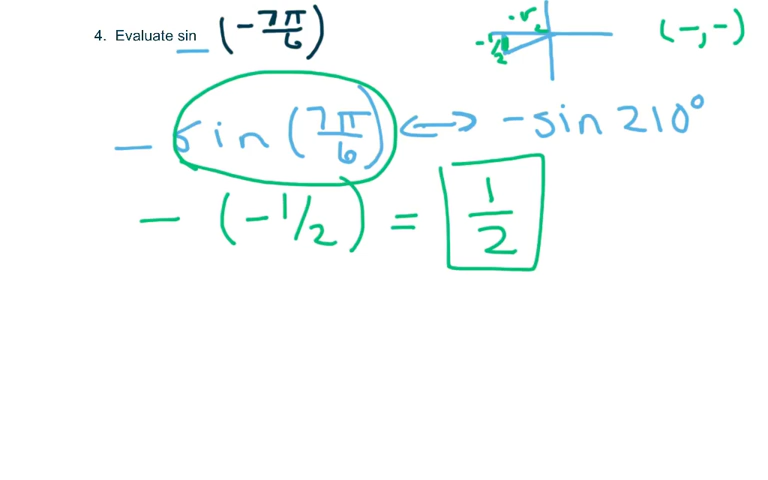 4. Evaluate sin (-7π/6)
(-,-)
- sin (7π/6) <-> -sin 210°
- (-1/2) = 1/2